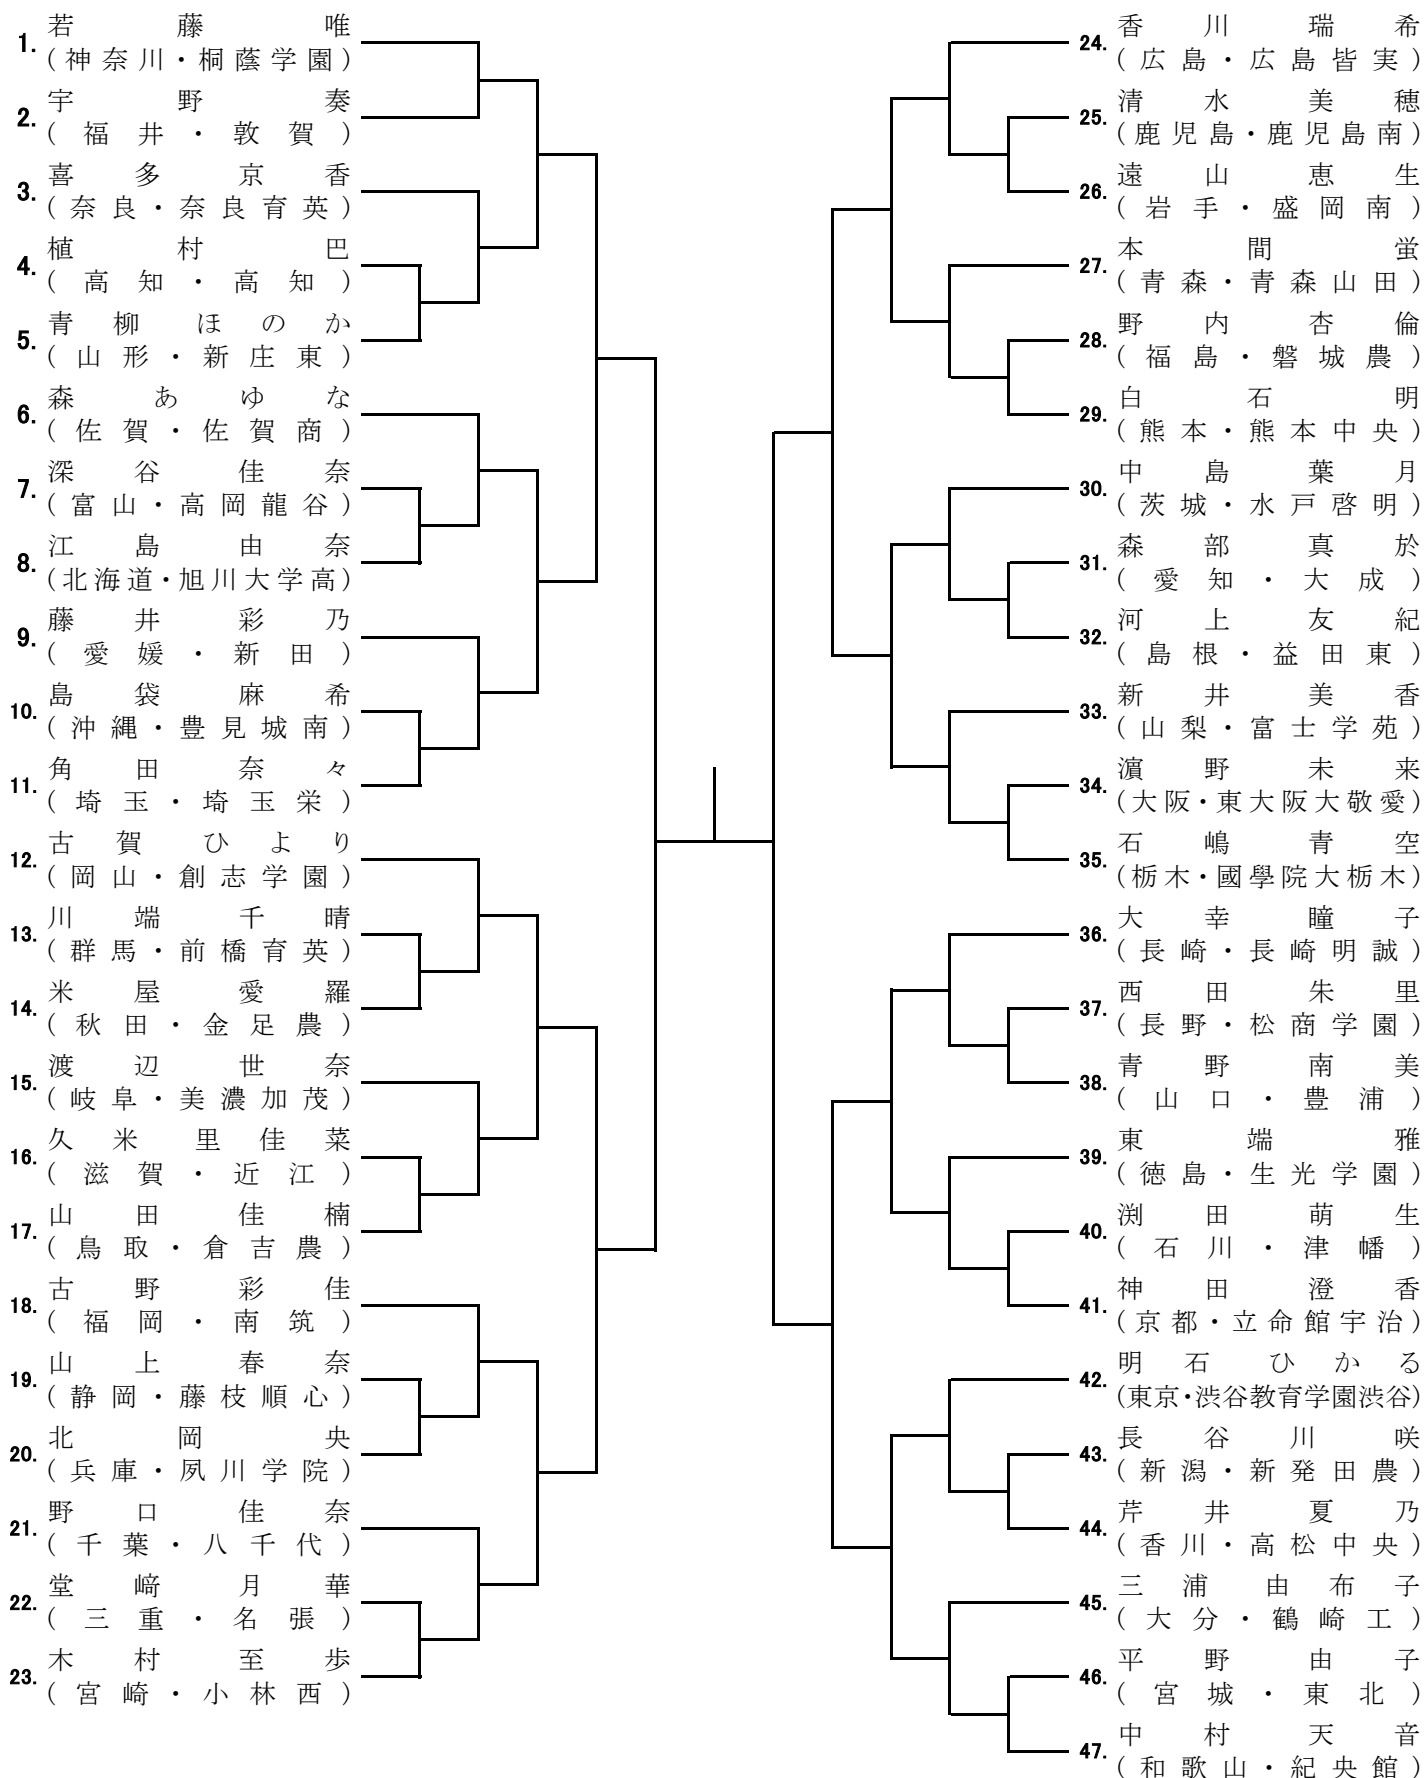 1. 若藤唯
(神奈川・桐蔭学園)
2. 宇野奏
(福井・敦賀)
3. 喜多京香
(奈良・奈良育英)
4. 植村巴
(高知・高知)
5. 青柳ほのか
(山形・新庄東)
6. 森あゆな
(佐賀・佐賀商)
7. 深谷佳奈
(富山・高岡龍谷)
8. 江島由奈
(北海道・旭川大学高)
9. 藤井彩乃
(愛媛・新田)
10. 島袋麻希
(沖縄・豊見城南)
11. 角田奈々
(埼玉・埼玉栄)
12. 古賀ひより
(岡山・創志学園)
13. 川端千晴
(群馬・前橋育英)
14. 米屋愛羅
(秋田・金足農)
15. 渡辺世奈
(岐阜・美濃加茂)
16. 久米里佳菜
(滋賀・近江)
17. 山田佳楠
(鳥取・倉吉農)
18. 古野彩佳
(福岡・南筑)
19. 山上春奈
(静岡・藤枝順心)
20. 北岡央
(兵庫・夙川学院)
21. 野口佳奈
(千葉・八千代)
22. 堂﨑月華
(三重・名張)
23. 木村至歩
(宮崎・小林西)
24. 香川瑞希
(広島・広島皆実)
25. 清水美穂
(鹿児島・鹿児島南)
26. 遠山恵生
(岩手・盛岡南)
27. 本間蛍
(青森・青森山田)
28. 野内杏倫
(福島・磐城農)
29. 白石明
(熊本・熊本中央)
30. 中島葉月
(茨城・水戸啓明)
31. 森部真於
(愛知・大成)
32. 河上友紀
(島根・益田東)
33. 新井美香
(山梨・富士学苑)
34. 濵野未来
(大阪・東大阪大敬愛)
35. 石嶋青空
(栃木・國學院大栃木)
36. 大幸瞳子
(長崎・長崎明誠)
37. 西田朱里
(長野・松商学園)
38. 青野南美
(山口・豊浦)
39. 東端雅
(徳島・生光学園)
40. 渕田萌生
(石川・津幡)
41. 神田澄香
(京都・立命館宇治)
42. 明石ひかる
(東京・渋谷教育学園渋谷)
43. 長谷川咲
(新潟・新発田農)
44. 芹井夏乃
(香川・高松中央)
45. 三浦由布子
(大分・鶴崎工)
46. 平野由子
(宮城・東北)
47. 中村天音
(和歌山・紀央館)